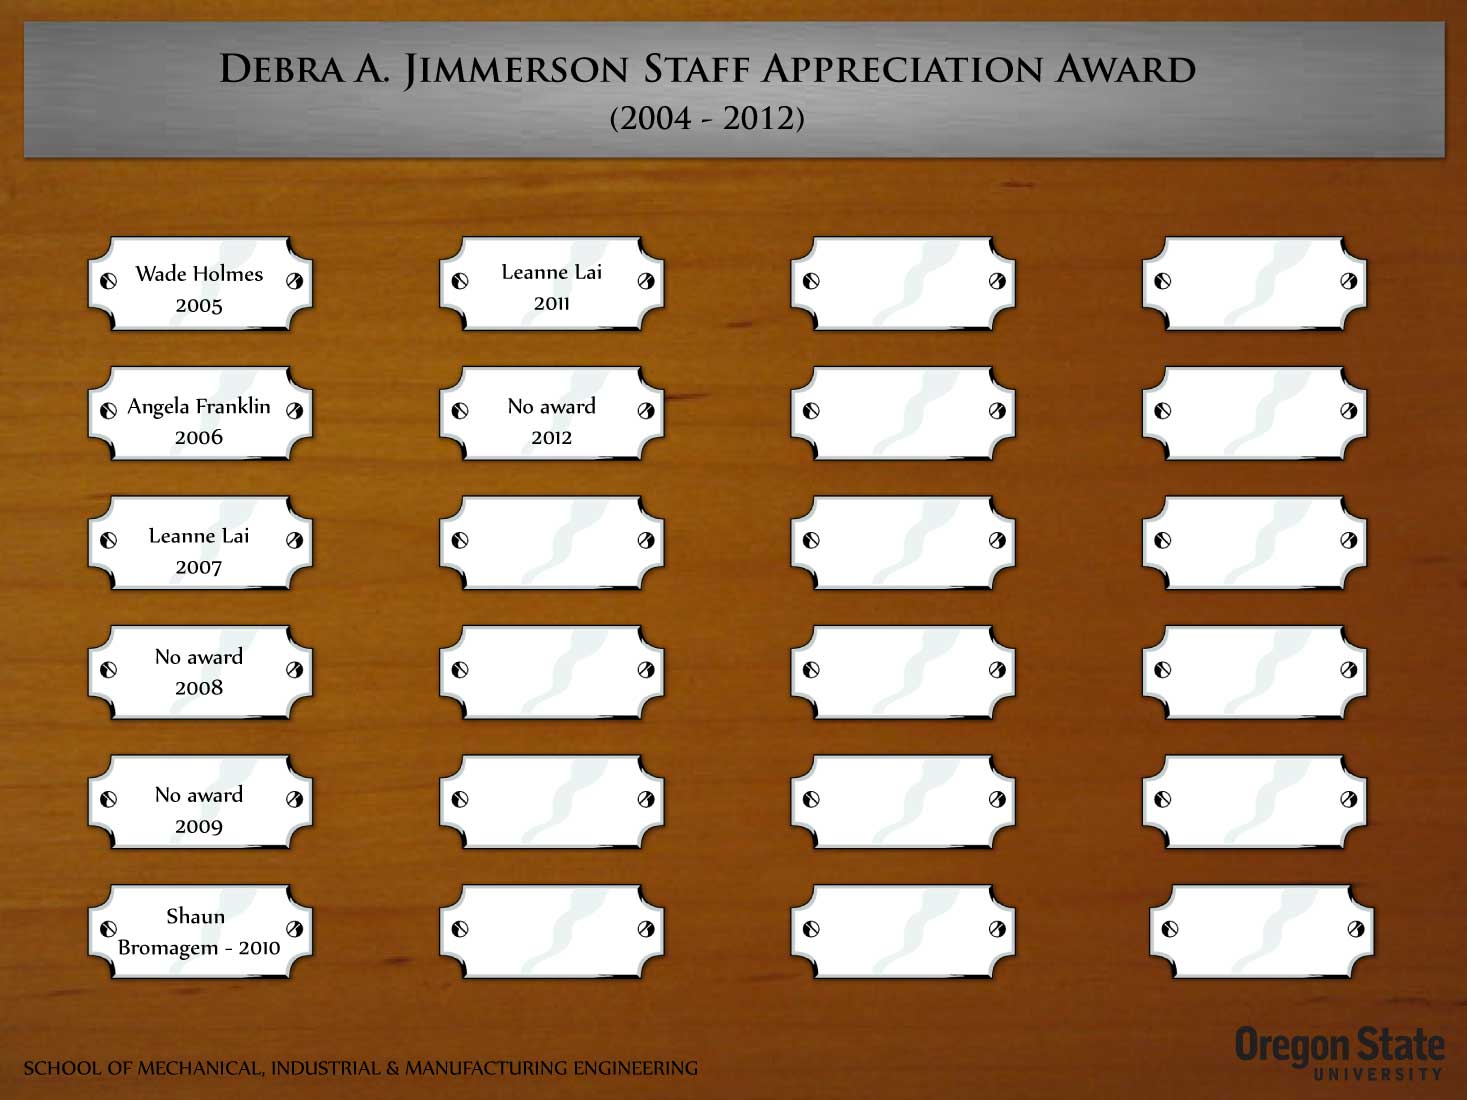 Debra A. Jimmerson Staff Appreciation Award
(2004 - 2012)
Wade Holmes
2005
Angela Franklin
2006
Leanne Lai
2007
No award
2008
No award
2009
Shaun
Bromagem - 2010
Leanne Lai
2011
No award
2012
SCHOOL OF MECHANICAL, INDUSTRIAL & MANUFACTURING ENGINEERING
Oregon State
UNIVERSITY